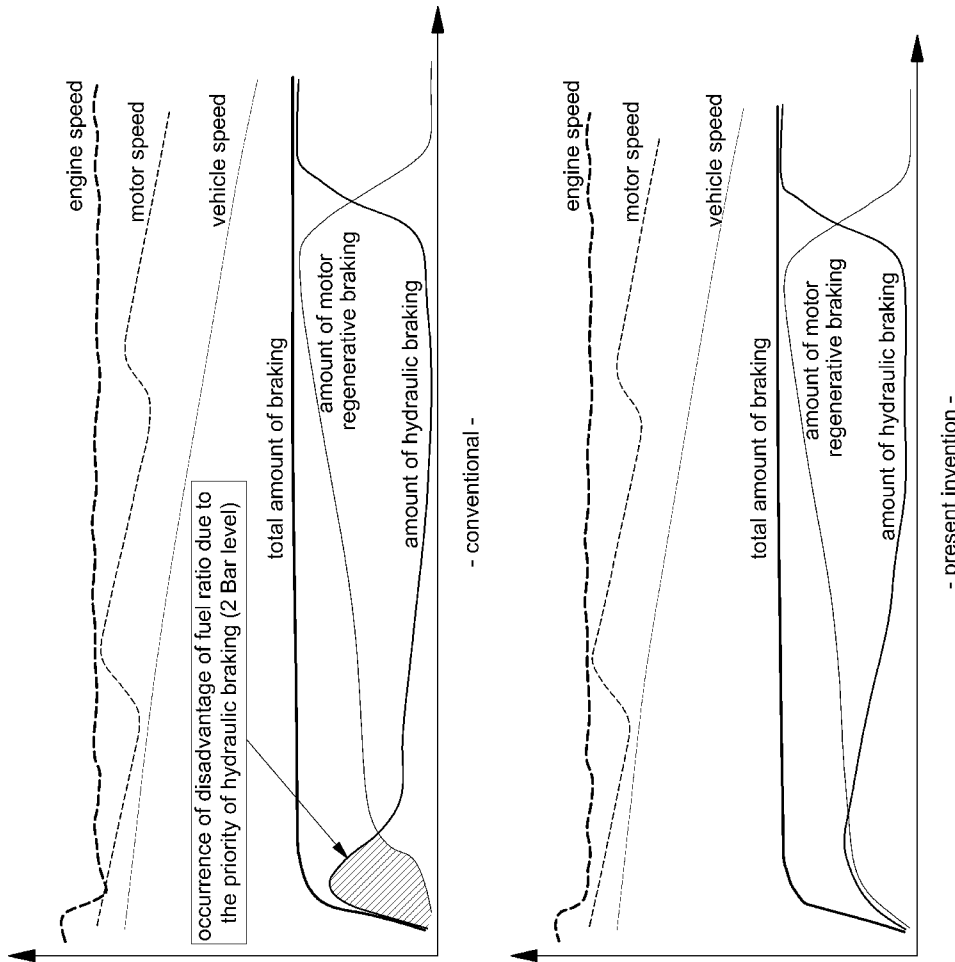 engine speed
motor speed
vehicle speed
occurrence of disadvantage of fuel ratio due to
the priority of hydraulic braking (2 Bar level)
total amount of braking
amount of motor
regenerative braking
amount of hydraulic braking
- conventional -
engine speed
motor speed
vehicle speed
total amount of braking
amount of motor
regenerative braking
amount of hydraulic braking
- present invention -